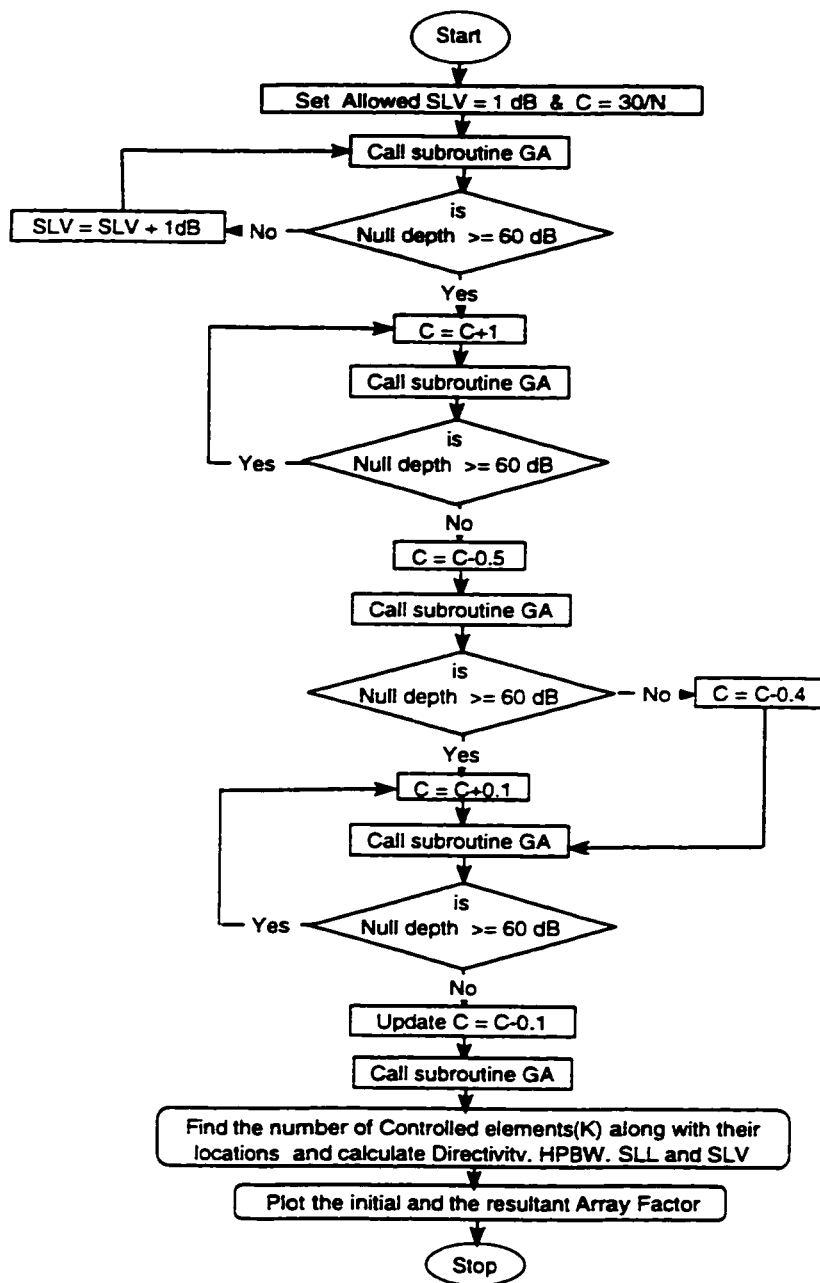 Start
Set Allowed SLV = 1 dB & C = 30/N
Call subroutine GA
is
Null depth >= 60 dB
No
SLV = SLV + 1dB
Yes
C = C+1
Call subroutine GA
is
Null depth >= 60 dB
Yes
No
C = C-0.5
Call subroutine GA
is
Null depth >= 60 dB
No
C = C-0.4
Yes
C = C+0.1
Call subroutine GA
is
Null depth >= 60 dB
Yes
No
Update C = C-0.1
Call subroutine GA
Find the number of Controlled elements(K) along with their
locations and calculate Directivity. HPBW. SLL and SLV
Plot the initial and the resultant Array Factor
Stop